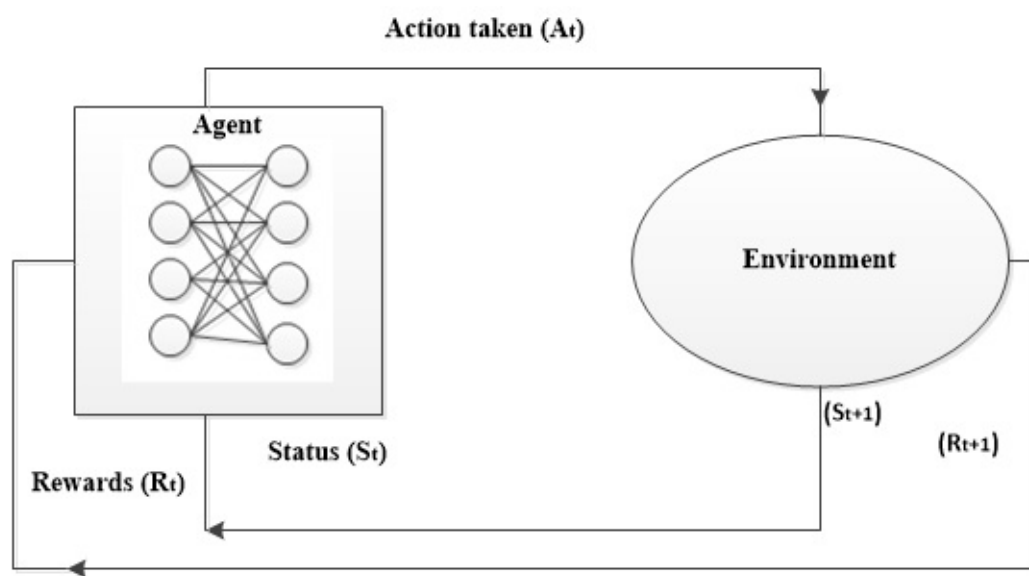 Action taken (At)
Agent
Environment
(St+1)
(Rt+1)
Status (St)
Rewards (Rt)